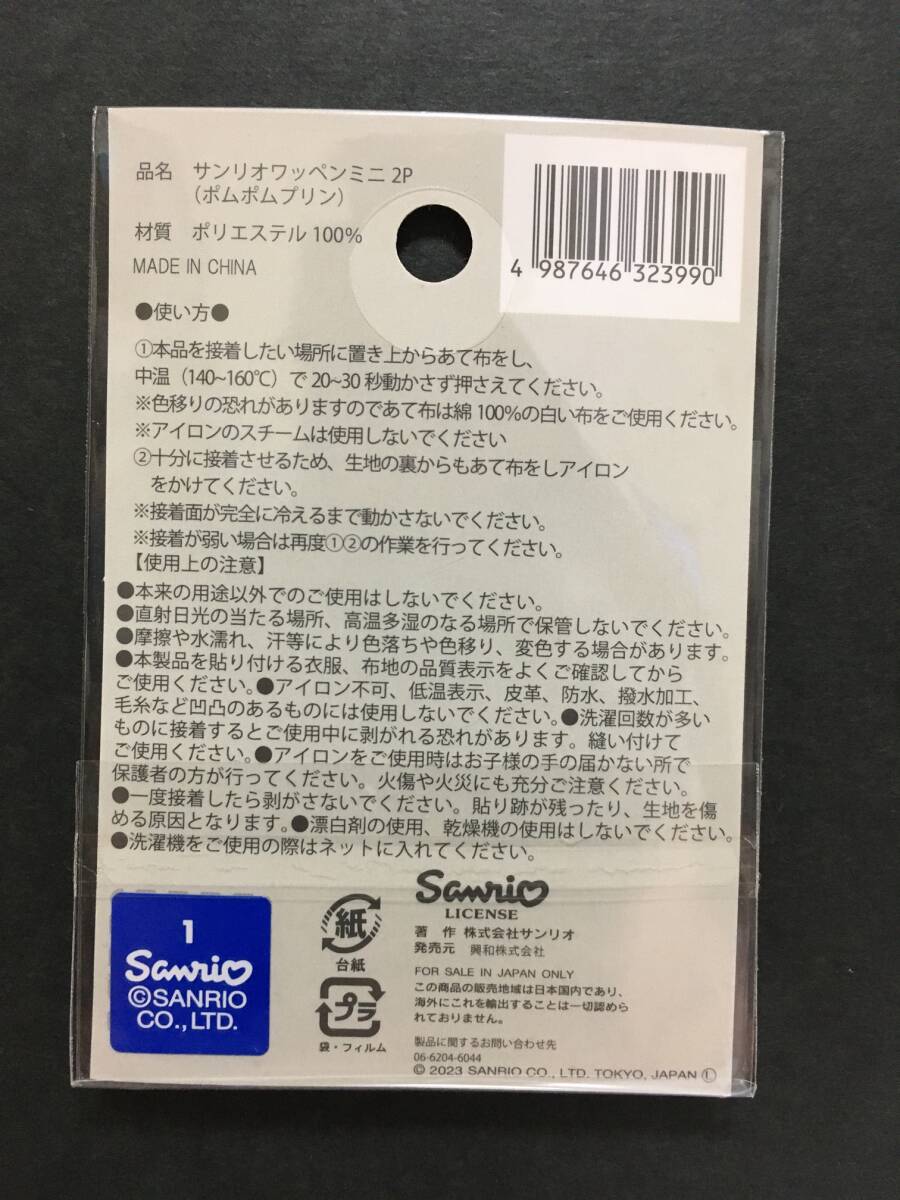 品名 サンリオワッペンミニ 2P
（ポムポムプリン）
材質 ポリエステル 100%
MADE IN CHINA
4 987646 323990
●使い方●
①本品を接着したい場所に置き上からあて布をし、
中温（140~160℃）で 20~30 秒動かさず押さえてください。
※色移りの恐れがありますのであて布は綿 100%の白い布をご使用ください。
※アイロンのスチームは使用しないでください
②十分に接着させるため、生地の裏からもあて布をしアイロン
をかけてください。
※接着面が完全に冷えるまで動かさないでください。
※接着が弱い場合は再度①②の作業を行ってください。
【使用上の注意】
●本来の用途以外でのご使用はしないでください。
●直射日光の当たる場所、高温多湿のなる場所で保管しないでください。
●摩擦や水濡れ、汗等により色落ちや色移り、変色する場合があります。
●本製品を貼り付ける衣服、布地の品質表示をよくご確認してから
ご使用ください。●アイロン不可、低温表示、皮革、防水、撥水加工、
毛糸など凹凸のあるものには使用しないでください。●洗濯回数が多い
ものに接着するとご使用中に剥がれる恐れがあります。縫い付けて
ご使用ください。●アイロンをご使用時はお子様の手の届かない所で
保護者の方が行ってください。火傷や火災にも充分ご注意ください。
●一度接着したら剥がさないでください。貼り跡が残ったり、生地を傷
める原因となります。●漂白剤の使用、乾燥機の使用はしないでください。
●洗濯機をご使用の際はネットに入れてください。
1
Sanrio
©SANRIO
CO.,LTD.
紙
台紙
プラ
袋・フィルム
Sanrio
LICENSE
著 作 株式会社サンリオ
発売元 興和株式会社
FOR SALE IN JAPAN ONLY
この商品の販売地域は日本国内であり、
海外にこれを輸出することは一切認めら
れておりません。
製品に関するお問い合わせ先
06-6204-6044
© 2023 SANRIO CO., LTD. TOKYO, JAPAN Ⓛ